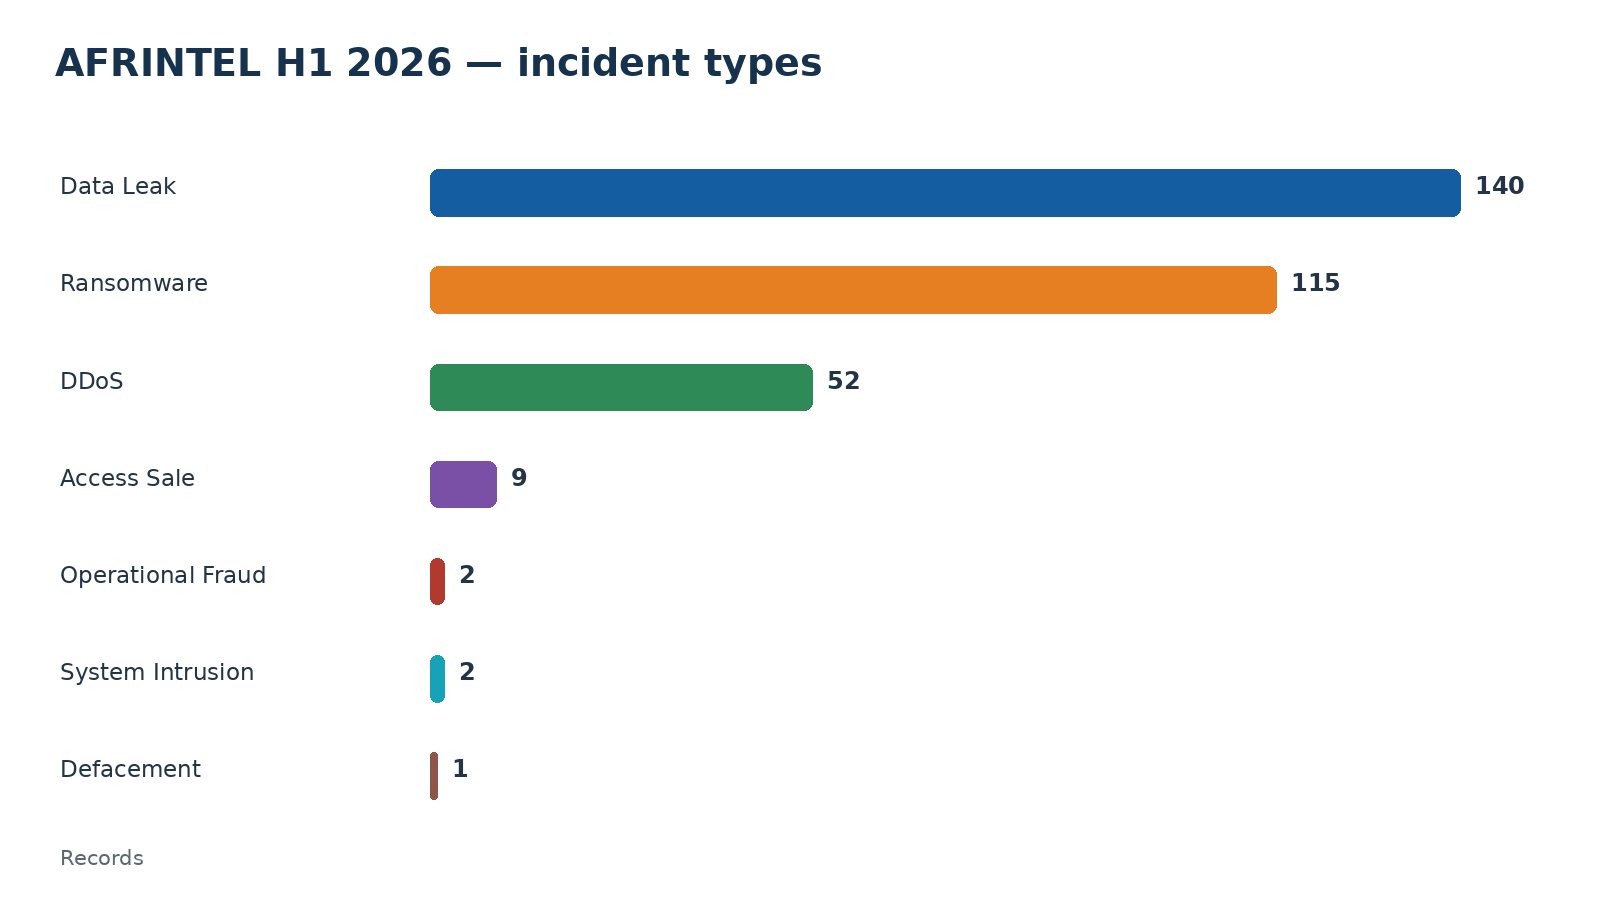 AFRINTEL H1 2026 — incident types
Data Leak 140
Ransomware 115
DDoS 52
Access Sale 9
Operational Fraud 2
System Intrusion 2
Defacement 1
Records